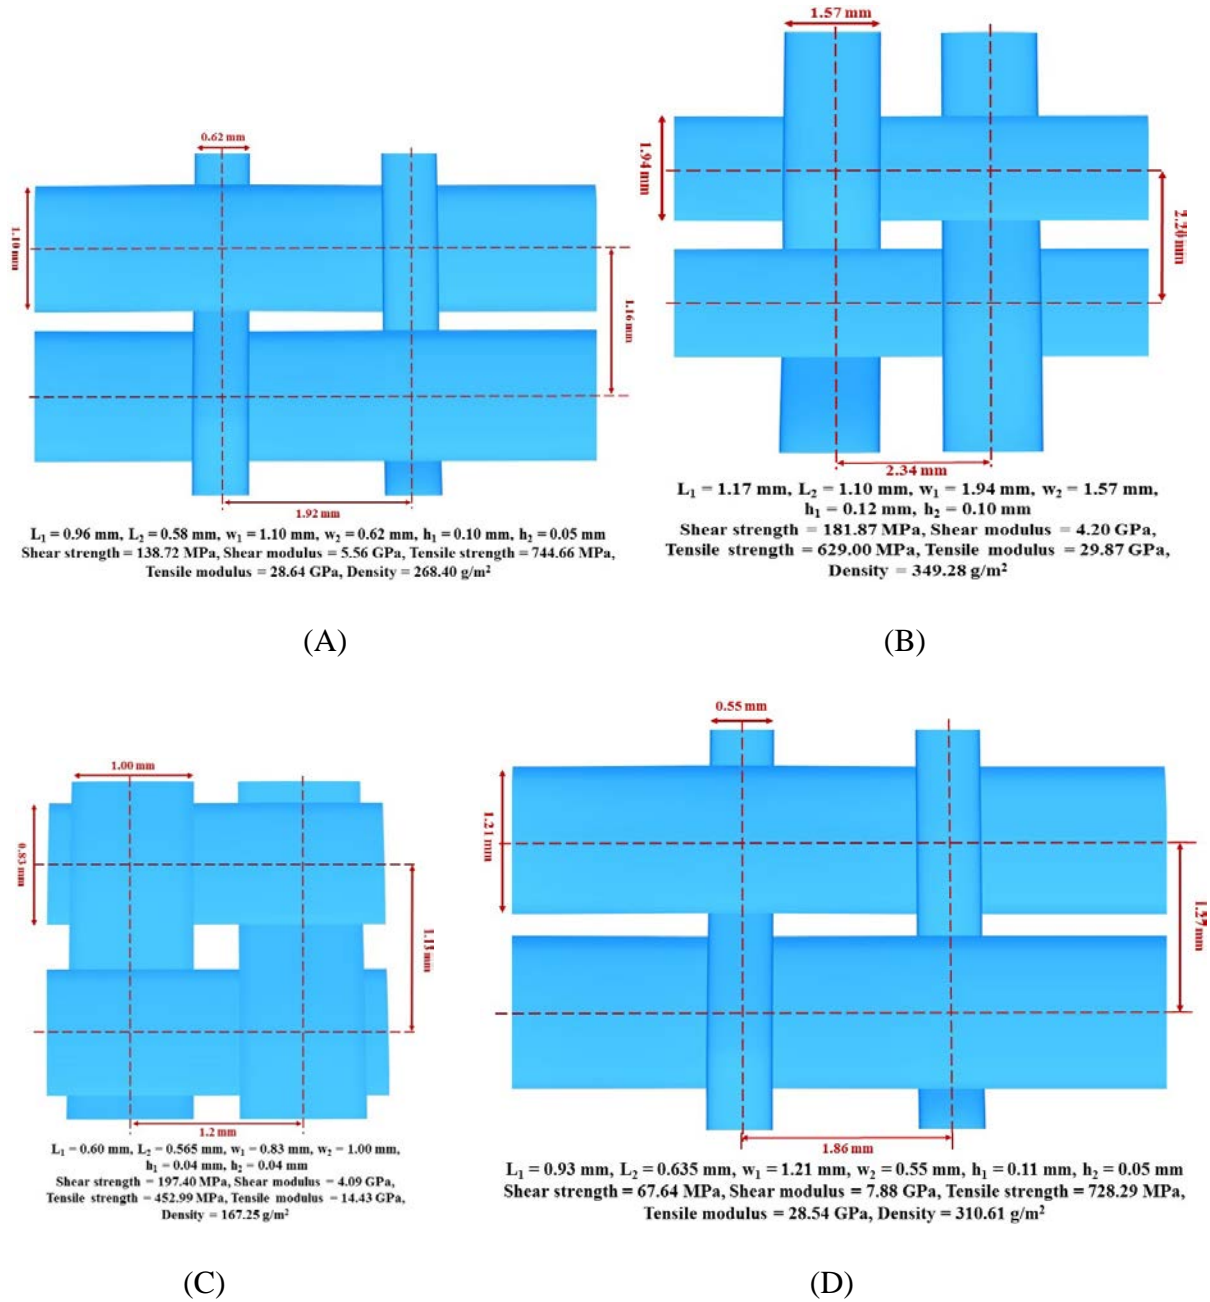 0.62 mm
1.10 mm
1.16 mm
1.92 mm
L₁ = 0.96 mm, L₂ = 0.58 mm, w₁ = 1.10 mm, w₂ = 0.62 mm, h₁ = 0.10 mm, h₂ = 0.05 mm
Shear strength = 138.72 MPa, Shear modulus = 5.56 GPa, Tensile strength = 744.66 MPa,
Tensile modulus = 28.64 GPa, Density = 268.40 g/m²
(A)
1.57 mm
1.94 mm
2.20 mm
2.34 mm
L₁ = 1.17 mm, L₂ = 1.10 mm, w₁ = 1.94 mm, w₂ = 1.57 mm,
h₁ = 0.12 mm, h₂ = 0.10 mm
Shear strength = 181.87 MPa, Shear modulus = 4.20 GPa,
Tensile strength = 629.00 MPa, Tensile modulus = 29.87 GPa,
Density = 349.28 g/m²
(B)
1.00 mm
0.83 mm
1.13 mm
1.2 mm
L₁ = 0.60 mm, L₂ = 0.565 mm, w₁ = 0.83 mm, w₂ = 1.00 mm,
h₁ = 0.04 mm, h₂ = 0.04 mm
Shear strength = 197.40 MPa, Shear modulus = 4.09 GPa,
Tensile strength = 452.99 MPa, Tensile modulus = 14.43 GPa,
Density = 167.25 g/m²
(C)
0.55 mm
1.21 mm
1.27 mm
1.86 mm
L₁ = 0.93 mm, L₂ = 0.635 mm, w₁ = 1.21 mm, w₂ = 0.55 mm, h₁ = 0.11 mm, h₂ = 0.05 mm
Shear strength = 67.64 MPa, Shear modulus = 7.88 GPa, Tensile strength = 728.29 MPa,
Tensile modulus = 28.54 GPa, Density = 310.61 g/m²
(D)